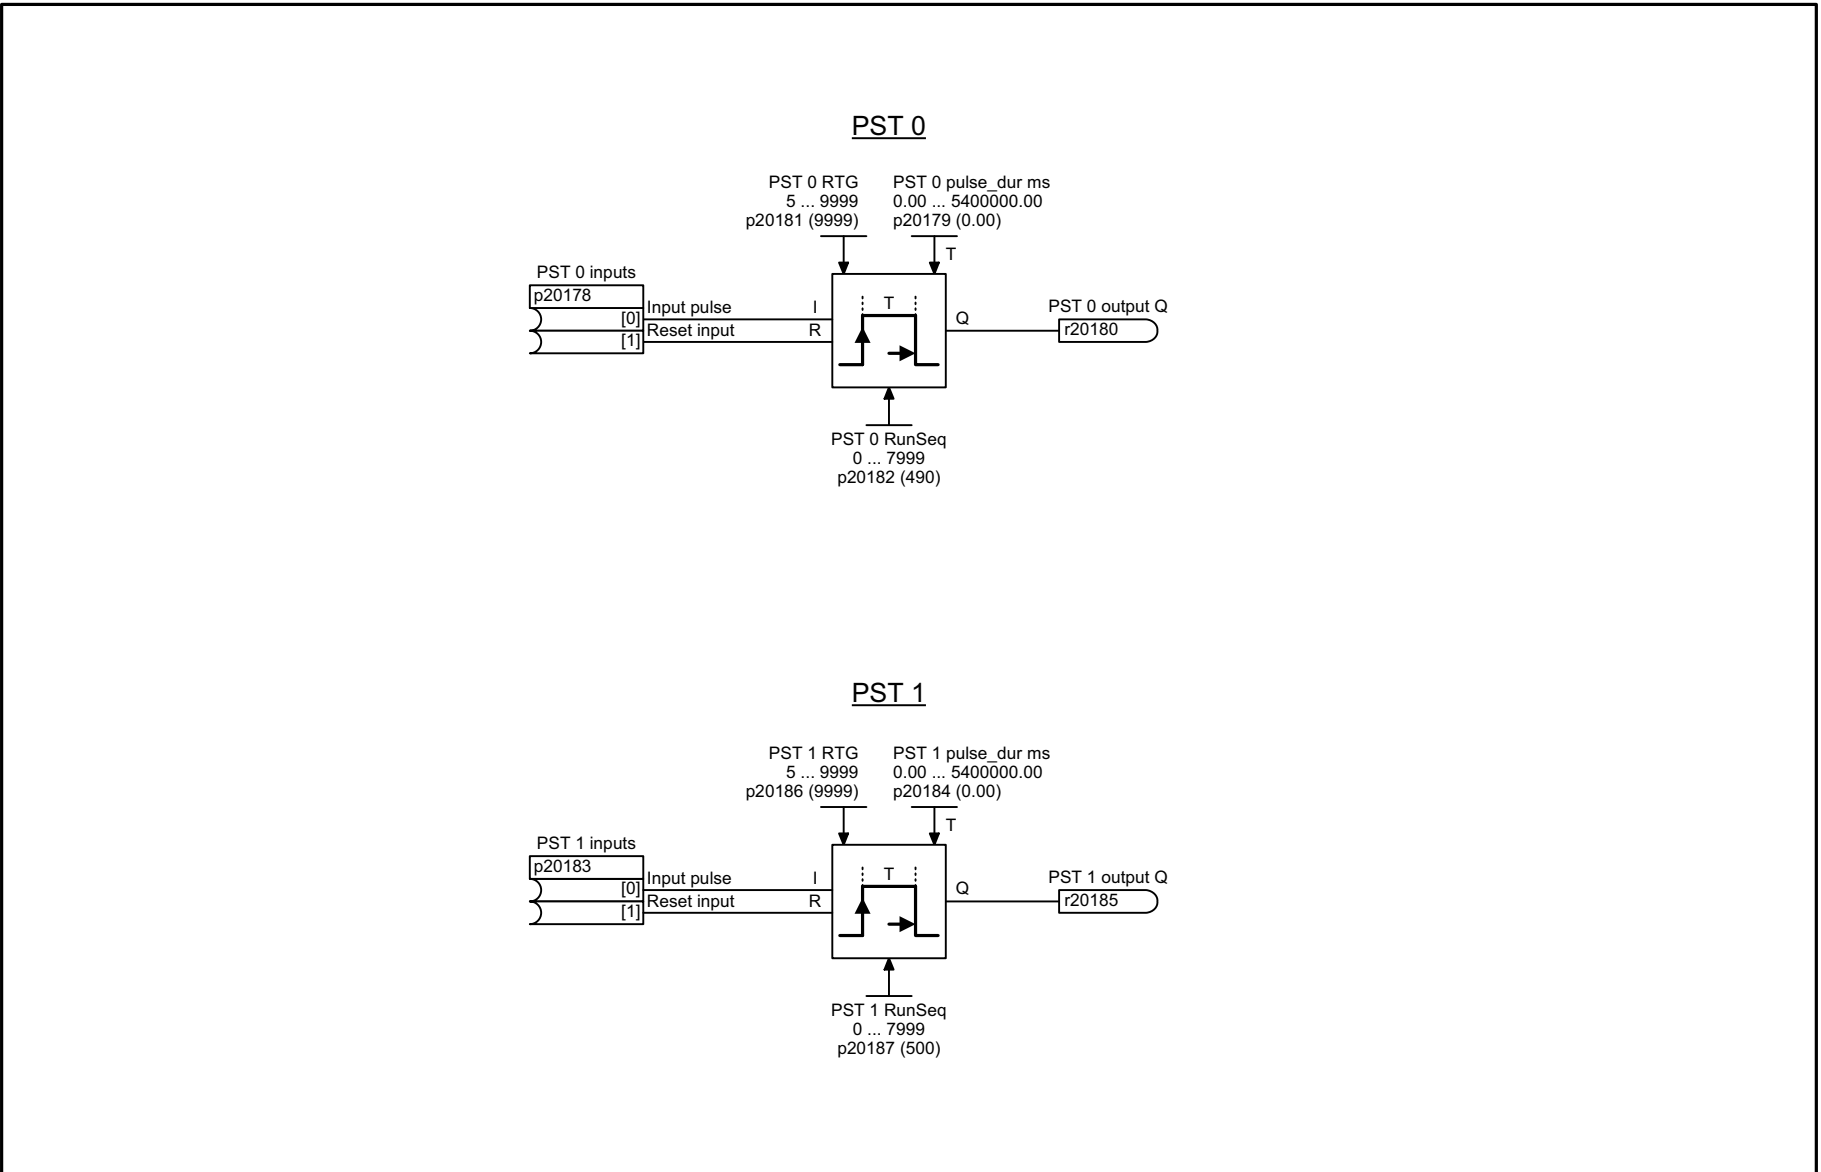 PST 0
PST 0 RTG
5 ... 9999
p20181 (9999)
PST 0 pulse_dur ms
0.00 ... 5400000.00
p20179 (0.00)
T
PST 0 inputs
p20178
[0]
[1]
Input pulse
Reset input
I
R
T
Q
PST 0 output Q
r20180
PST 0 RunSeq
0 ... 7999
p20182 (490)
PST 1
PST 1 RTG
5 ... 9999
p20186 (9999)
PST 1 pulse_dur ms
0.00 ... 5400000.00
p20184 (0.00)
T
PST 1 inputs
p20183
[0]
[1]
Input pulse
Reset input
I
R
T
Q
PST 1 output Q
r20185
PST 1 RunSeq
0 ... 7999
p20187 (500)